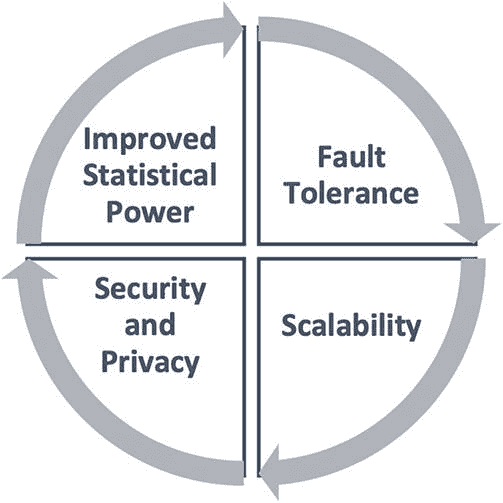 Improved
Statistical
Power
Fault
Tolerance
Security
and
Privacy
Scalability